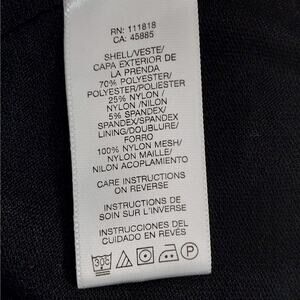 RN: 111818
CA: 45885
SHELL/VESTE/
CAPA EXTERIOR DE
LA PRENDA
70% POLYESTER/
POLYESTER/POLIESTER
25% NYLON /
NYLON /NILON
5% SPANDEX/
SPANDEX/SPANDEX
LINING/DOUBLURE/
FORRO
100% NYLON MESH/
NYLON MAILLE/
NILON ACOPLAMIENTO
CARE INSTRUCTIONS
ON REVERSE
INSTRUCTIONS DE
SOIN SUR L'INVERSE
INSTRUCCIONES DEL
CUIDADO EN REVÉS
30C P